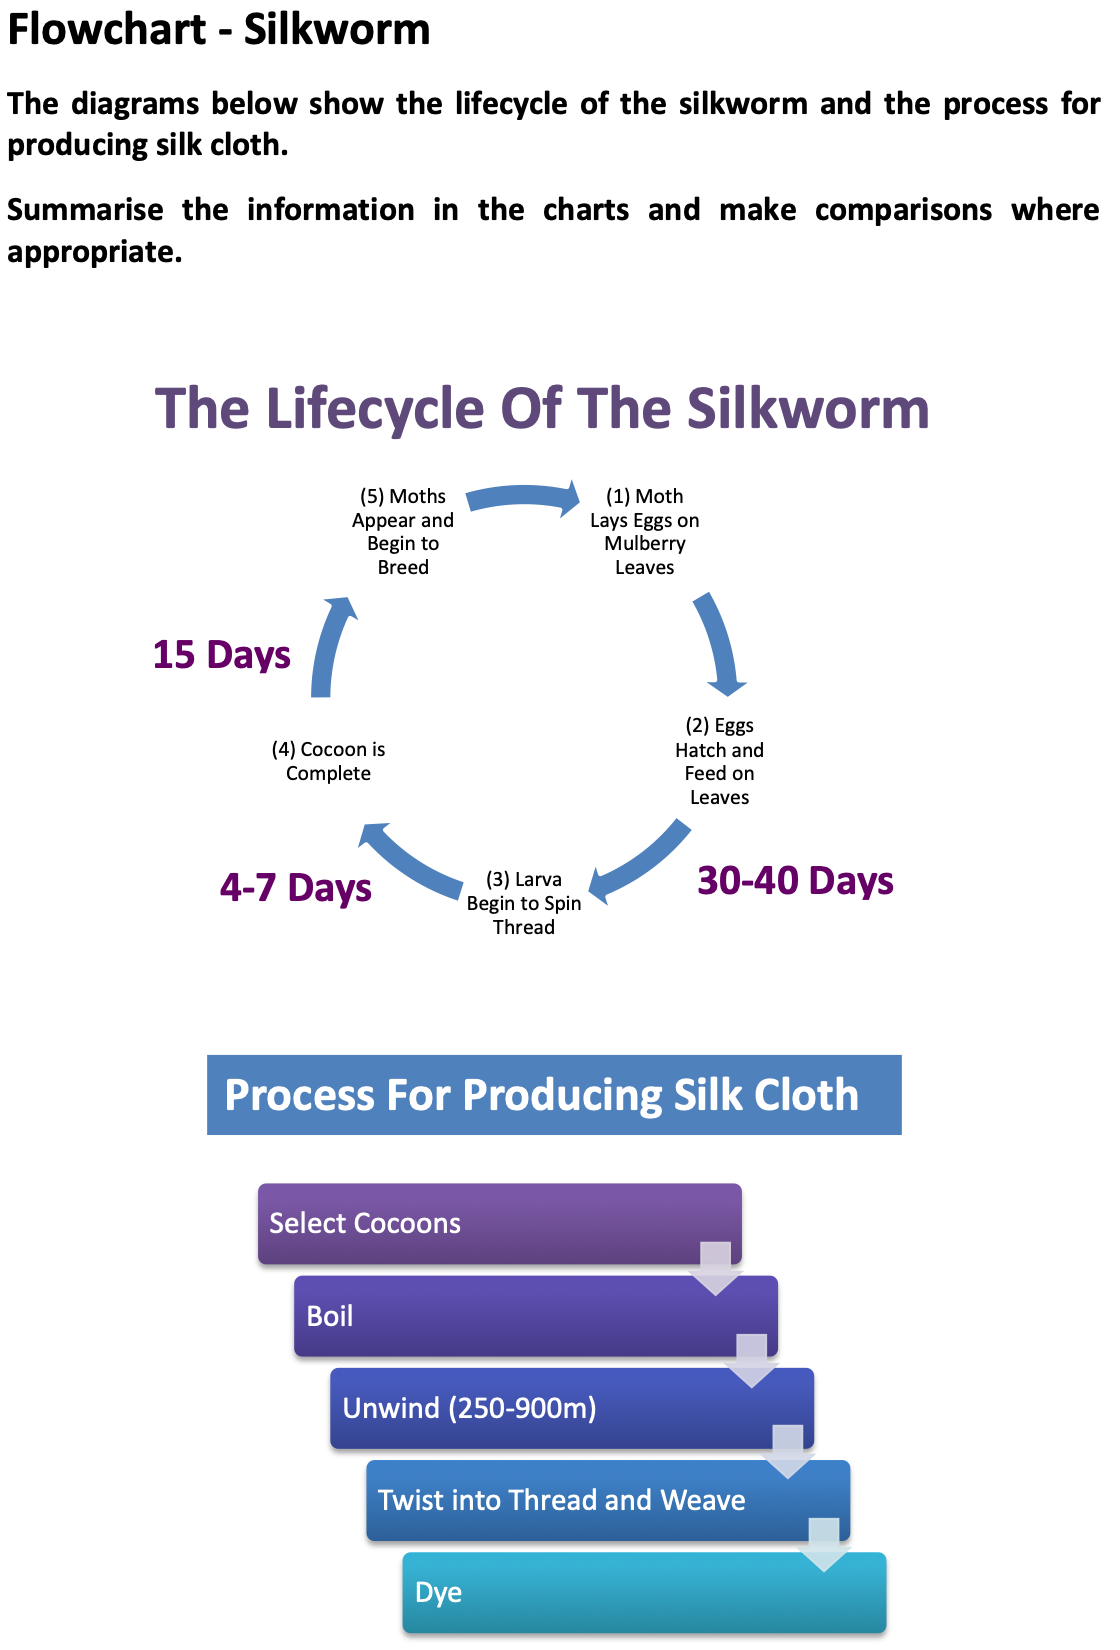 Flowchart - Silkworm
The diagrams below show the lifecycle of the silkworm and the process for
producing silk cloth.
Summarise the information in the charts and make comparisons where
appropriate.
The Lifecycle Of The Silkworm
(1) Moth
Lays Eggs on
Mulberry
Leaves
(2) Eggs
Hatch and
Feed on
Leaves
30-40 Days
(3) Larva
Begin to Spin
Thread
4-7 Days
(4) Cocoon is
Complete
15 Days
(5) Moths
Appear and
Begin to
Breed
Process For Producing Silk Cloth
Select Cocoons
Boil
Unwind (250-900m)
Twist into Thread and Weave
Dye